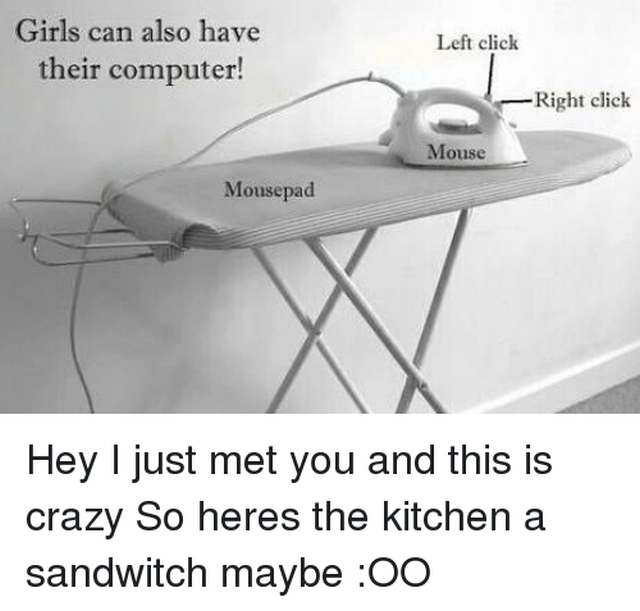 Girls can also have
their computer!
Left click
Right click
Mouse
Mousepad
Hey I just met you and this is
crazy So heres the kitchen a
sandwitch maybe :OO